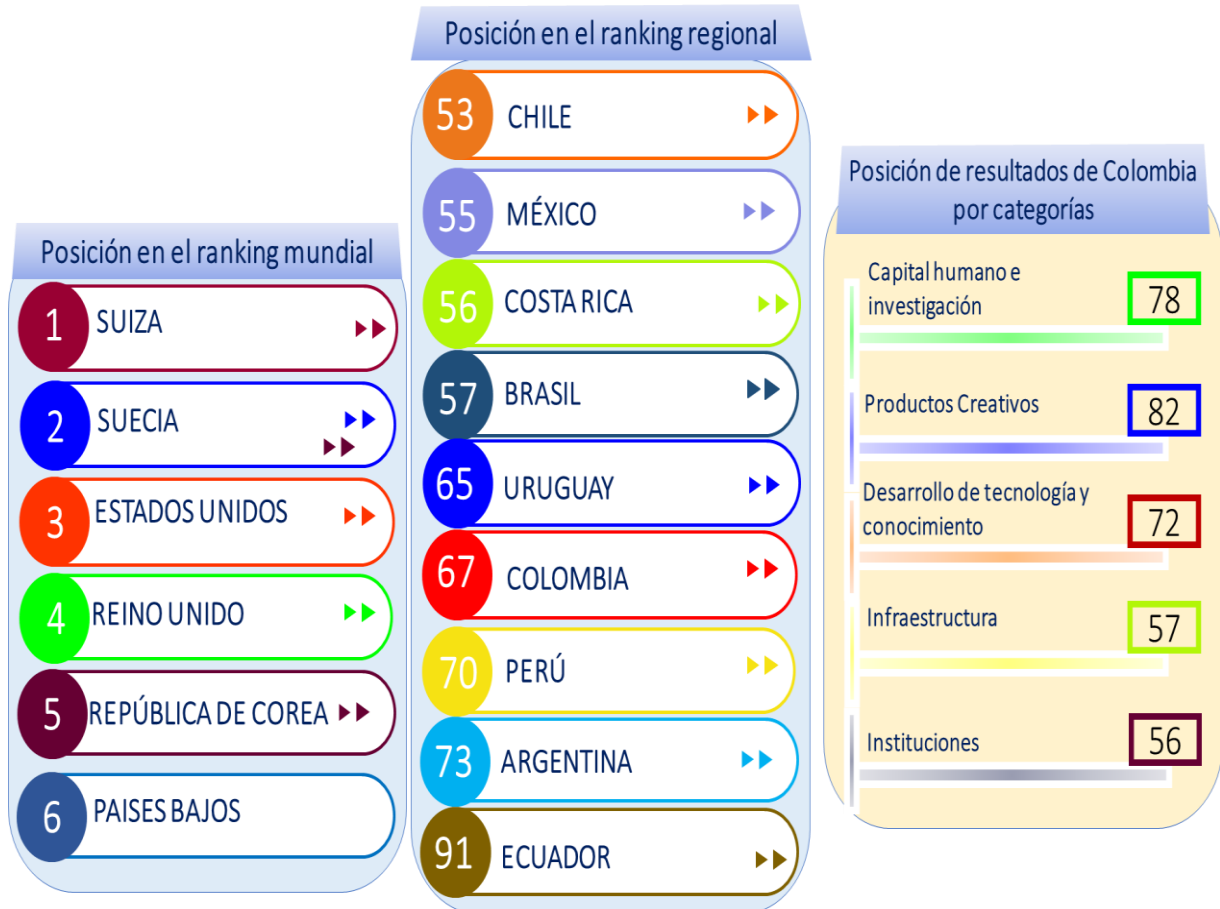 Posición en el ranking mundial
1 SUIZA
2 SUECIA
3 ESTADOS UNIDOS
4 REINO UNIDO
5 REPÚBLICA DE COREA
6 PAISES BAJOS
Posición en el ranking regional
53 CHILE
55 MÉXICO
56 COSTA RICA
57 BRASIL
65 URUGUAY
67 COLOMBIA
70 PERÚ
73 ARGENTINA
91 ECUADOR
Posición de resultados de Colombia
por categorías
Capital humano e
investigación 78
Productos Creativos 82
Desarrollo de tecnología y
conocimiento 72
Infraestructura 57
Instituciones 56